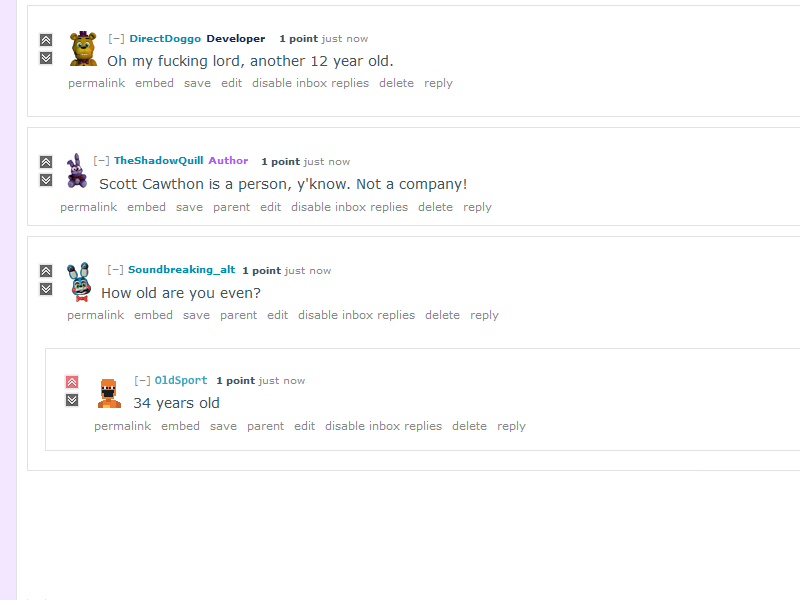 [−] DirectDoggo Developer 1 point just now
Oh my fucking lord, another 12 year old.
permalink embed save edit disable inbox replies delete reply
[−] TheShadowQuill Author 1 point just now
Scott Cawthon is a person, y'know. Not a company!
permalink embed save parent edit disable inbox replies delete reply
[−] Soundbreaking_alt 1 point just now
How old are you even?
permalink embed save parent edit disable inbox replies delete reply
[−] OldSport 1 point just now
34 years old
permalink embed save parent edit disable inbox replies delete reply